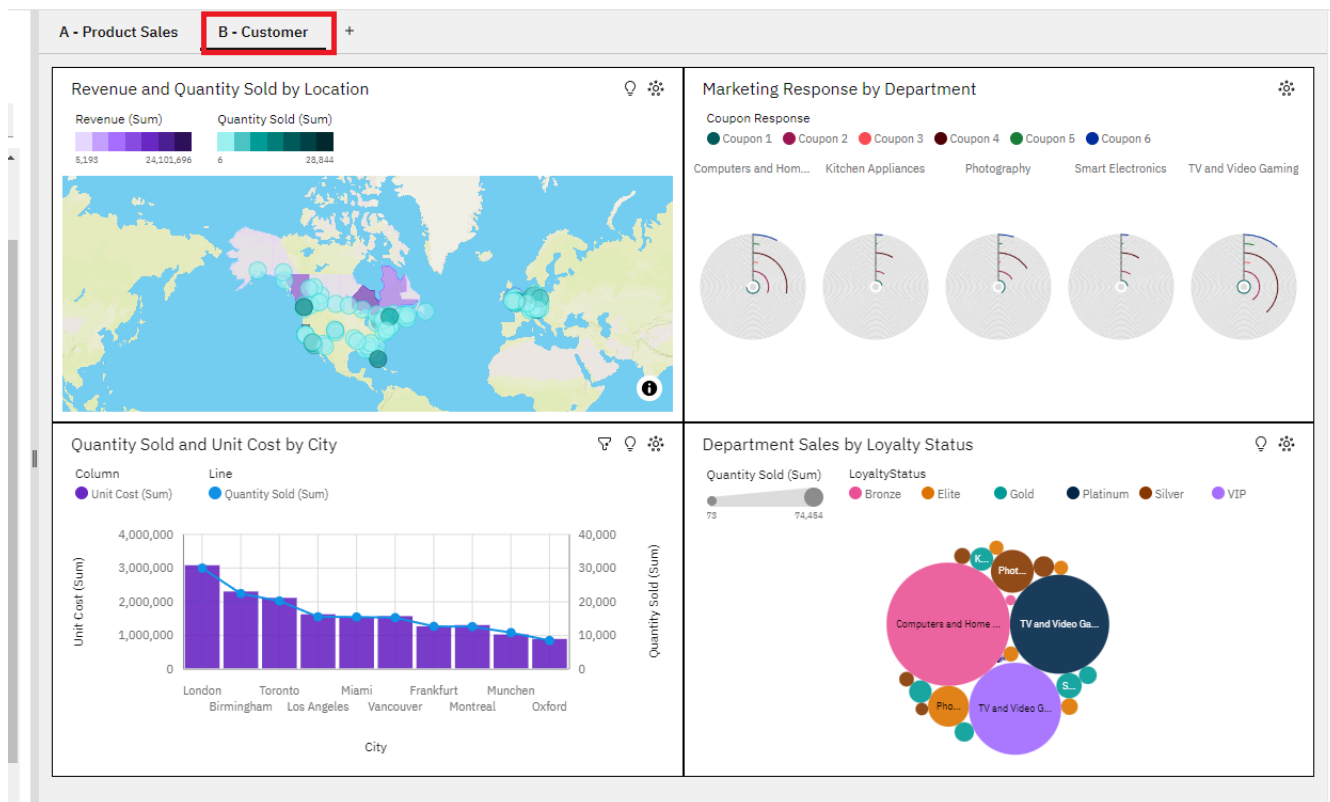 A - Product Sales B - Customer +
Revenue and Quantity Sold by Location
Revenue (Sum) Quantity Sold (Sum)
5,193 24,101,696 6 28,844
Marketing Response by Department
Coupon Response
Coupon 1 Coupon 2 Coupon 3 Coupon 4 Coupon 5 Coupon 6
Computers and Hom... Kitchen Appliances Photography Smart Electronics TV and Video Gaming
Quantity Sold and Unit Cost by City
Column Line
Unit Cost (Sum) Quantity Sold (Sum)
4,000,000 40,000
3,000,000 30,000
2,000,000 20,000
1,000,000 10,000
0 0
Unit Cost (Sum)
Quantity Sold (Sum)
London Toronto Miami Frankfurt Munchen
Birmingham Los Angeles Vancouver Montreal Oxford
City
Department Sales by Loyalty Status
Quantity Sold (Sum) LoyaltyStatus
Bronze Elite Gold Platinum Silver VIP
73 74,454
K...
Phot...
Computers and Home ... TV and Video Ga...
S...
Pho... TV and Video G...